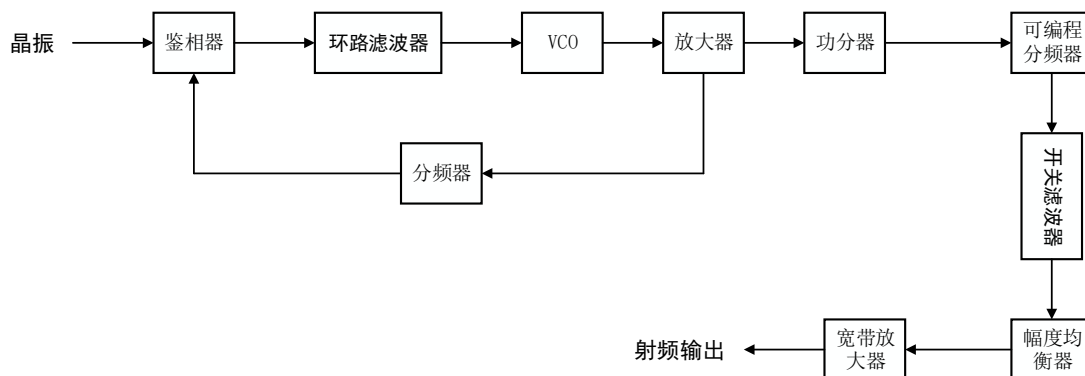 晶振
鉴相器
环路滤波器
VCO
放大器
功分器
可编程
分频器
分频器
开关滤波器
射频输出
宽带放
大器
幅度均
衡器